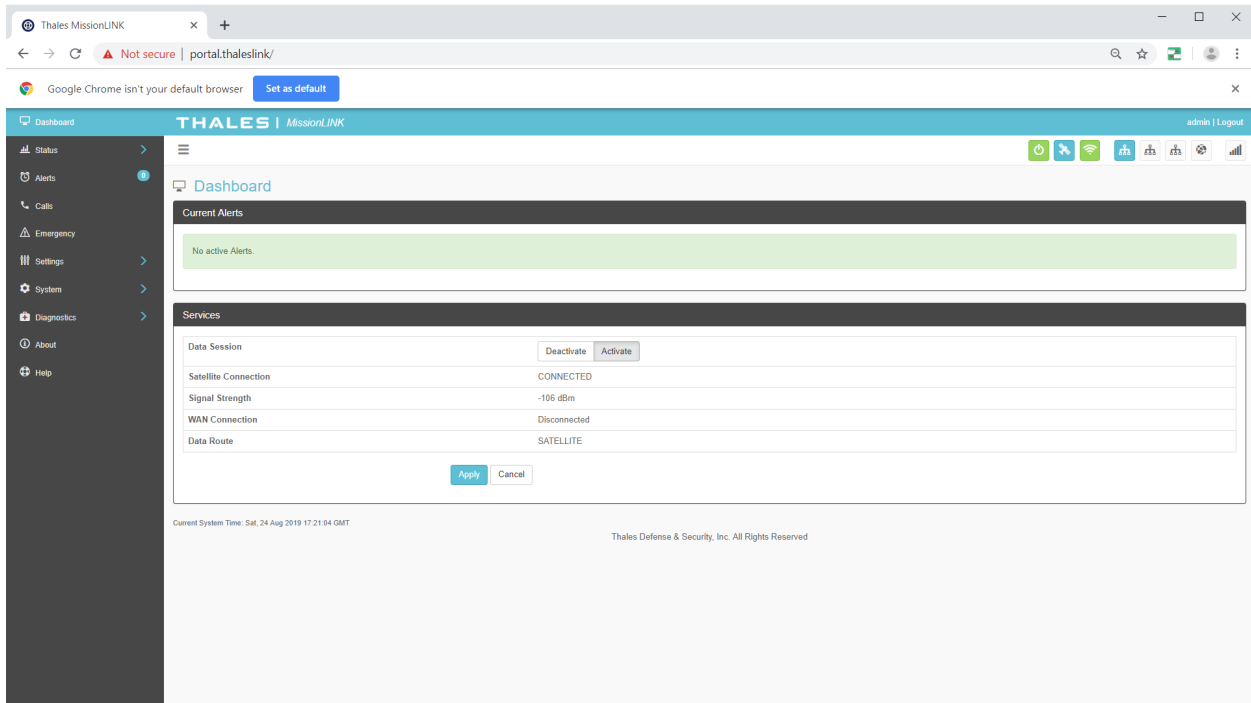 Thales MissionLINK
Not secure | portal.thaleslink/
Google Chrome isn't your default browser Set as default
Dashboard
THALES | MissionLINK
admin | Logout
Status
Alerts 0
Calls
Emergency
Settings
System
Diagnostics
About
Help
Dashboard
Current Alerts
No active Alerts.
Services
Data Session Deactivate Activate
Satellite Connection CONNECTED
Signal Strength -106 dBm
WAN Connection Disconnected
Data Route SATELLITE
Apply Cancel
Current System Time: Sat, 24 Aug 2019 17:21:04 GMT
Thales Defense & Security, Inc. All Rights Reserved